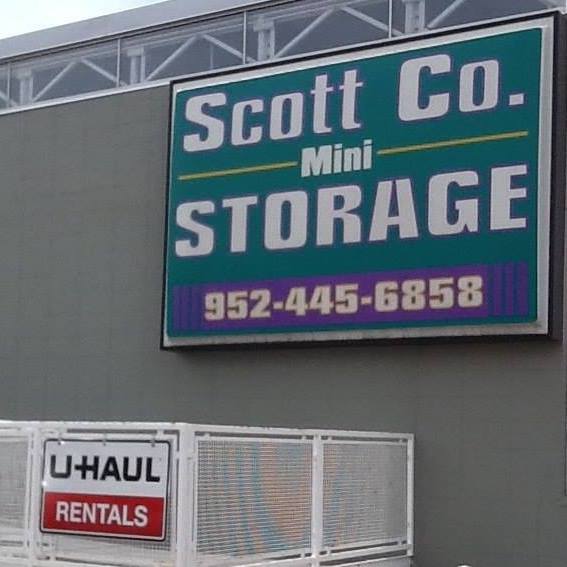 Scott Co.
Mini
STORAGE
952-445-6858
U-HAUL
RENTALS